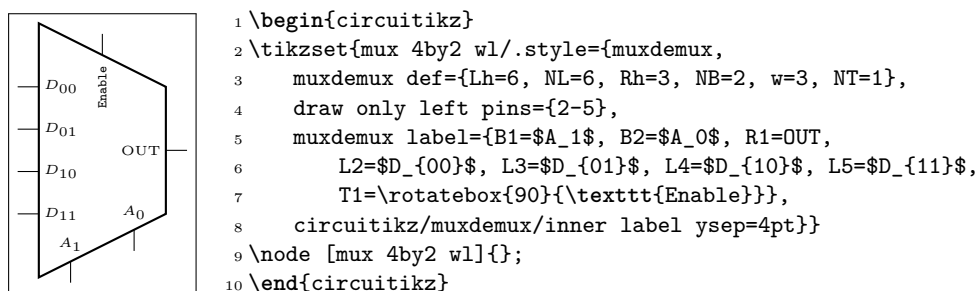 Enable
D00
D01
OUT
D10
D11
A0
A1
1 \begin{circuitikz}
2 \tikzset{mux 4by2 wl/.style={muxdemux,
3 muxdemux def={Lh=6, NL=6, Rh=3, NB=2, w=3, NT=1},
4 draw only left pins={2-5},
5 muxdemux label={B1=$A_1$, B2=$A_0$, R1=OUT,
6 L2=$D_{00}$, L3=$D_{01}$, L4=$D_{10}$, L5=$D_{11}$,
7 T1=\rotatebox{90}{\texttt{Enable}}},
8 circuitikz/muxdemux/inner label ysep=4pt}}
9 \node [mux 4by2 wl]{};
10 \end{circuitikz}